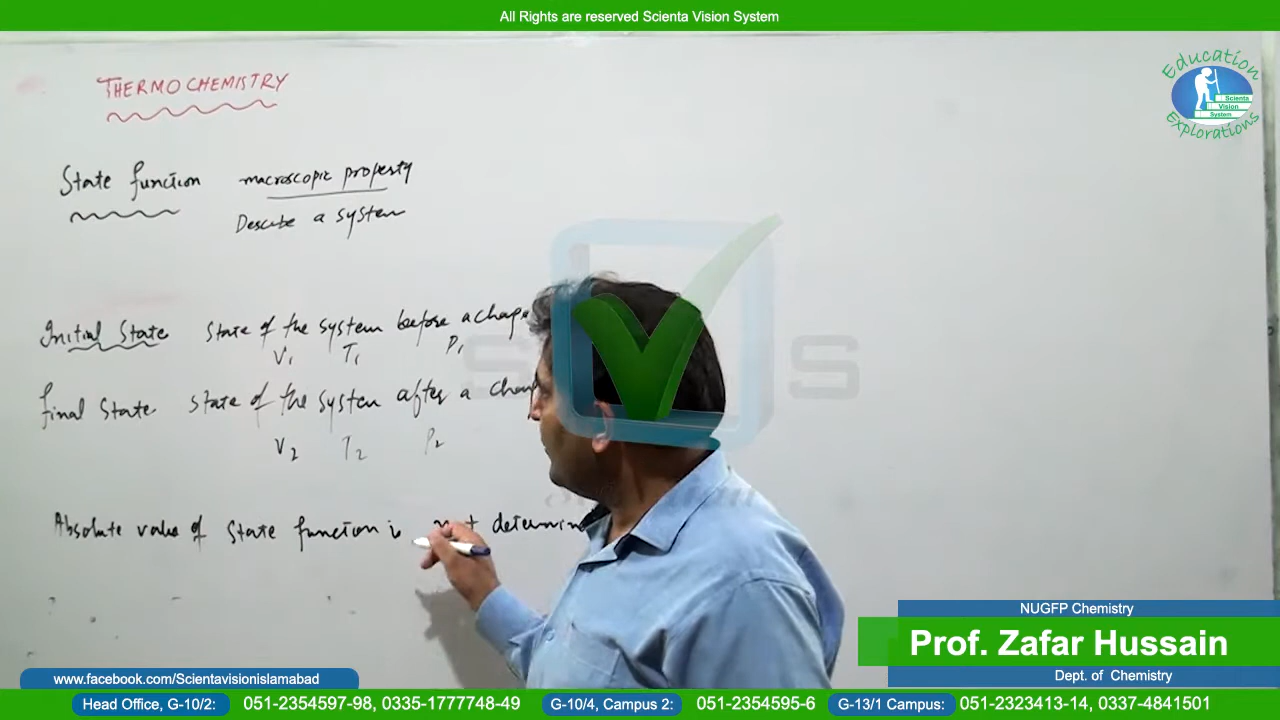 All Rights are reserved Scienta Vision System
Education
Scienta
Vision
System
Explorations
THERMOCHEMISTRY
State function macroscopic property
Describe a system
Initial State State of the system before a
V1 T1 P1
final State State of the system after a
V2 T2 P2
Absolute value of State function is not
S S
NUGFP Chemistry
Prof. Zafar Hussain
Dept. of Chemistry
www.facebook.com/Scientavisionislamabad
Head Office, G-10/2: 051-2354597-98, 0335-1777748-49 G-10/4, Campus 2: 051-2354595-6 G-13/1 Campus: 051-2323413-14, 0337-4841501